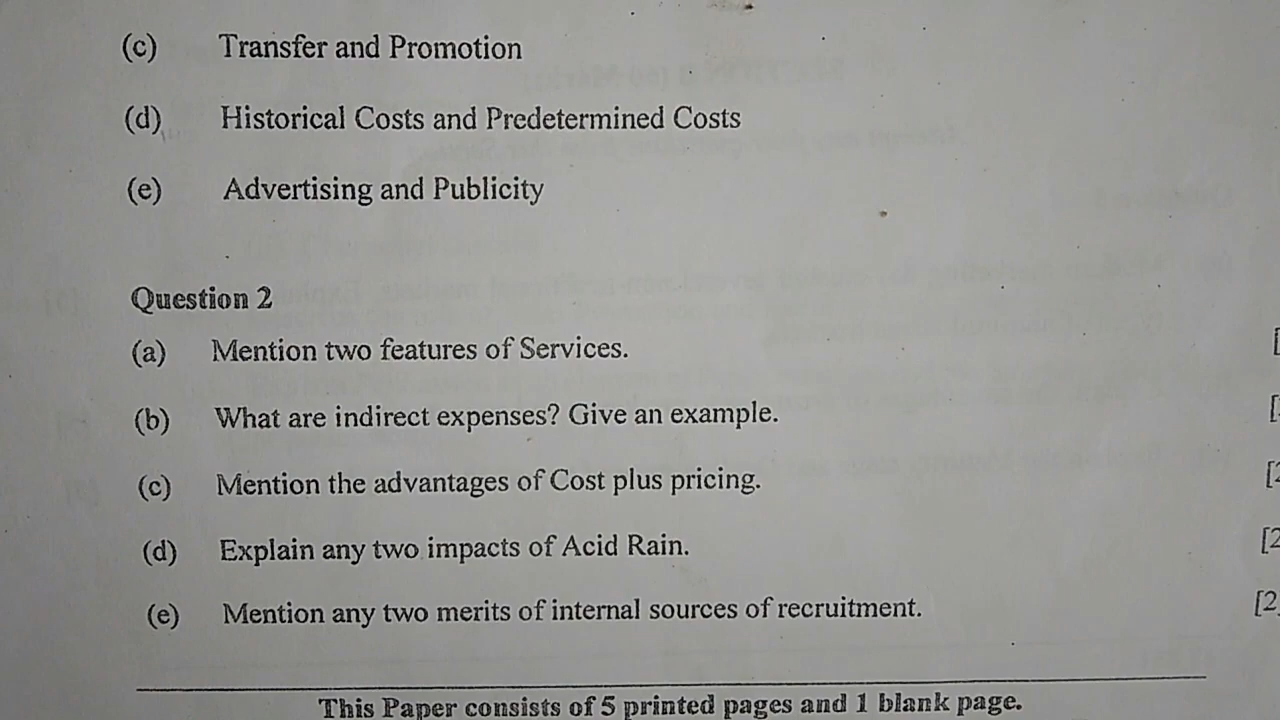 (c) Transfer and Promotion
(d) Historical Costs and Predetermined Costs
(e) Advertising and Publicity
Question 2
(a) Mention two features of Services. [
(b) What are indirect expenses? Give an example. [
(c) Mention the advantages of Cost plus pricing. [2
(d) Explain any two impacts of Acid Rain. [2
(e) Mention any two merits of internal sources of recruitment. [2
This Paper consists of 5 printed pages and 1 blank page.